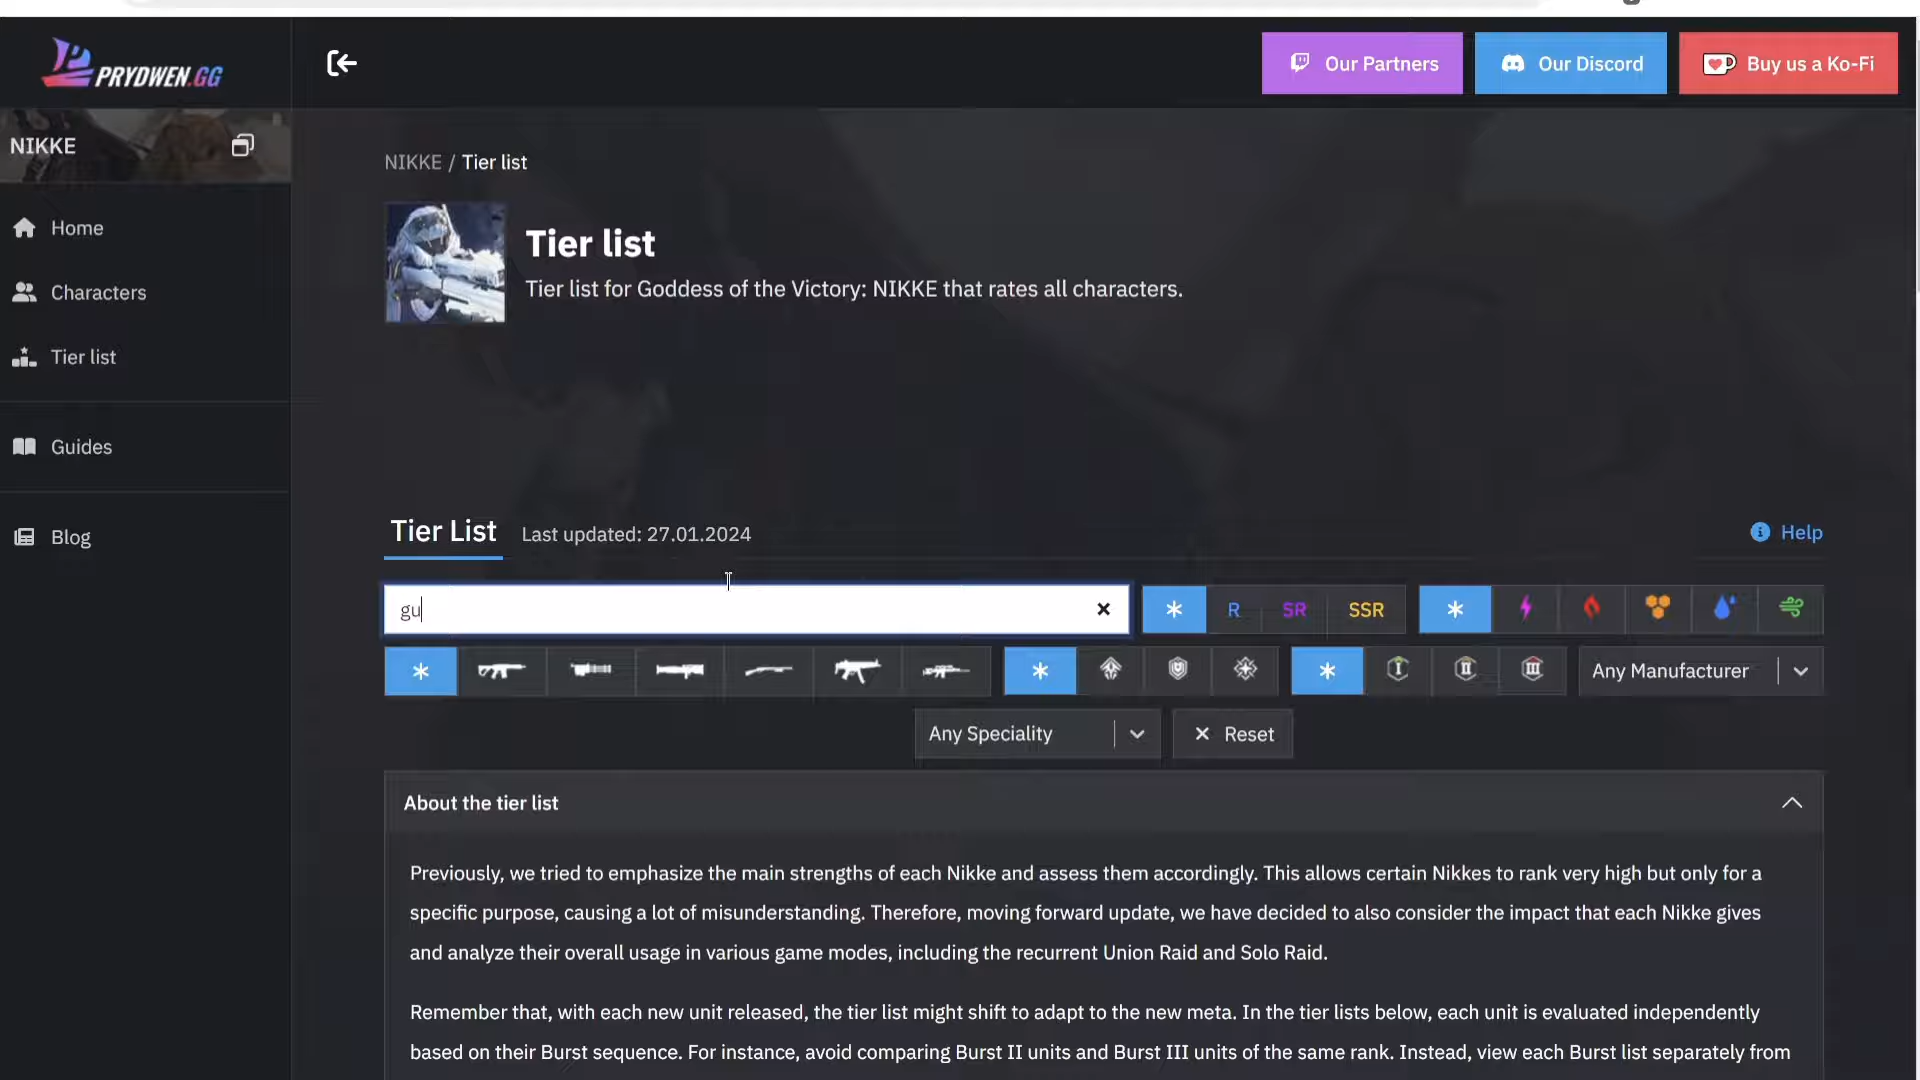 PRYDWEN.GG
Our Partners
Our Discord
Buy us a Ko-Fi
NIKKE
Home
Characters
Tier list
Guides
Blog
NIKKE / Tier list
Tier list
Tier list for Goddess of the Victory: NIKKE that rates all characters.
Tier List Last updated: 27.01.2024
Help
gu
R SR SSR
I II III Any Manufacturer
Any Speciality
Reset
About the tier list
Previously, we tried to emphasize the main strengths of each Nikke and assess them accordingly. This allows certain Nikkes to rank very high but only for a
specific purpose, causing a lot of misunderstanding. Therefore, moving forward update, we have decided to also consider the impact that each Nikke gives
and analyze their overall usage in various game modes, including the recurrent Union Raid and Solo Raid.
Remember that, with each new unit released, the tier list might shift to adapt to the new meta. In the tier lists below, each unit is evaluated independently
based on their Burst sequence. For instance, avoid comparing Burst II units and Burst III units of the same rank. Instead, view each Burst list separately from